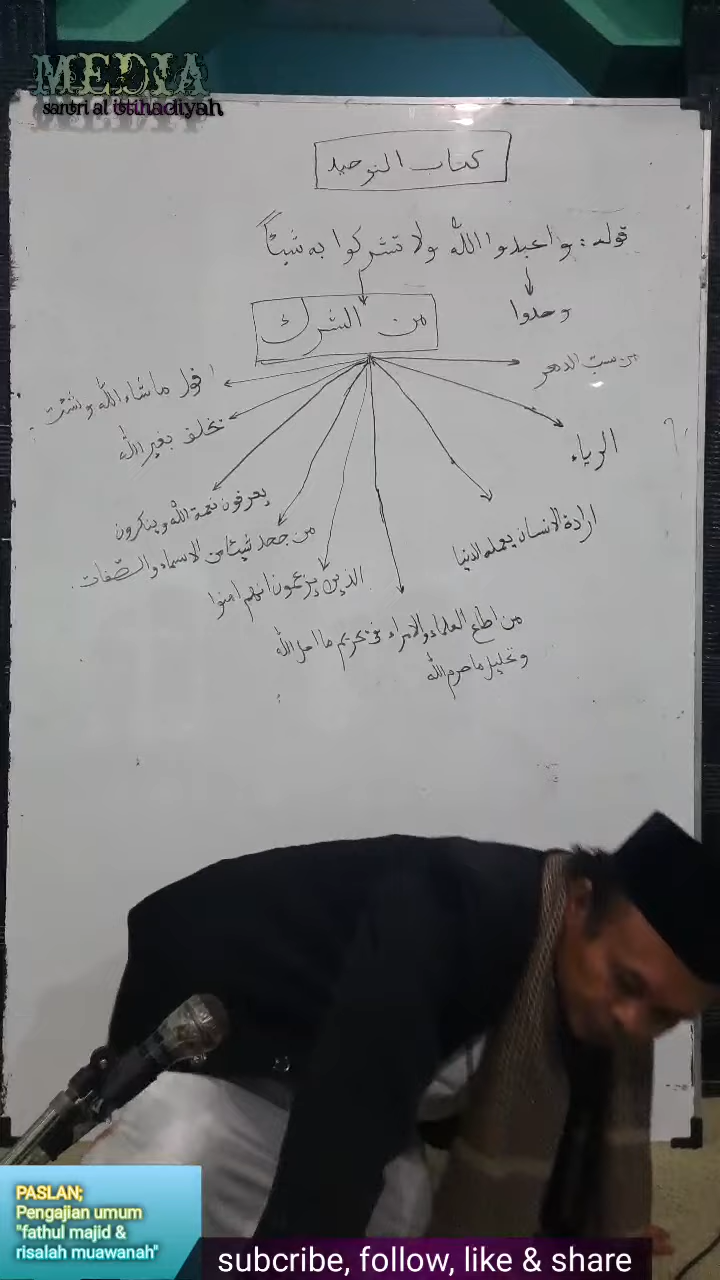 MEDIA
santri al ittihadiyah
كتاب التوحيد
قوله: واعبدوا الله ولا تشركوا به شيئاً
وحدوا
من الشرك
من سب الدهر
اقول ماشاء الله وشئت
الرياء
نحلف بغير الله
ارادة الانسان بعمله الدنيا
يعرفون نعمة الله وينكرون
من جحد شيئا من الاسماء والصفات
الذين يزعمون انهم امنوا
من اطاع العلماء والامراء في تحريم ما احل الله
وتحليل ما حرم الله
PASLAN;
Pengajian umum
"fathul majid &
risalah muawanah"
subcribe, follow, like & share